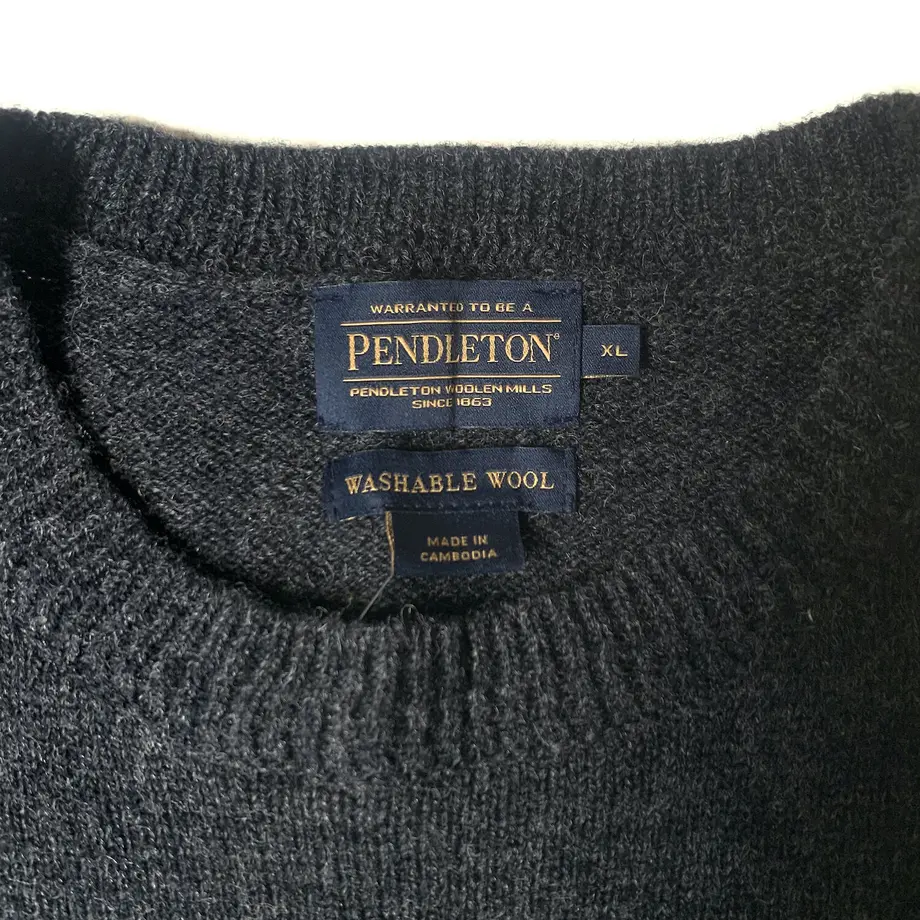 WARRANTED TO BE A
PENDLETON®
XL
PENDLETON WOOLEN MILLS
SINCE 1863
WASHABLE WOOL
MADE IN
CAMBODIA